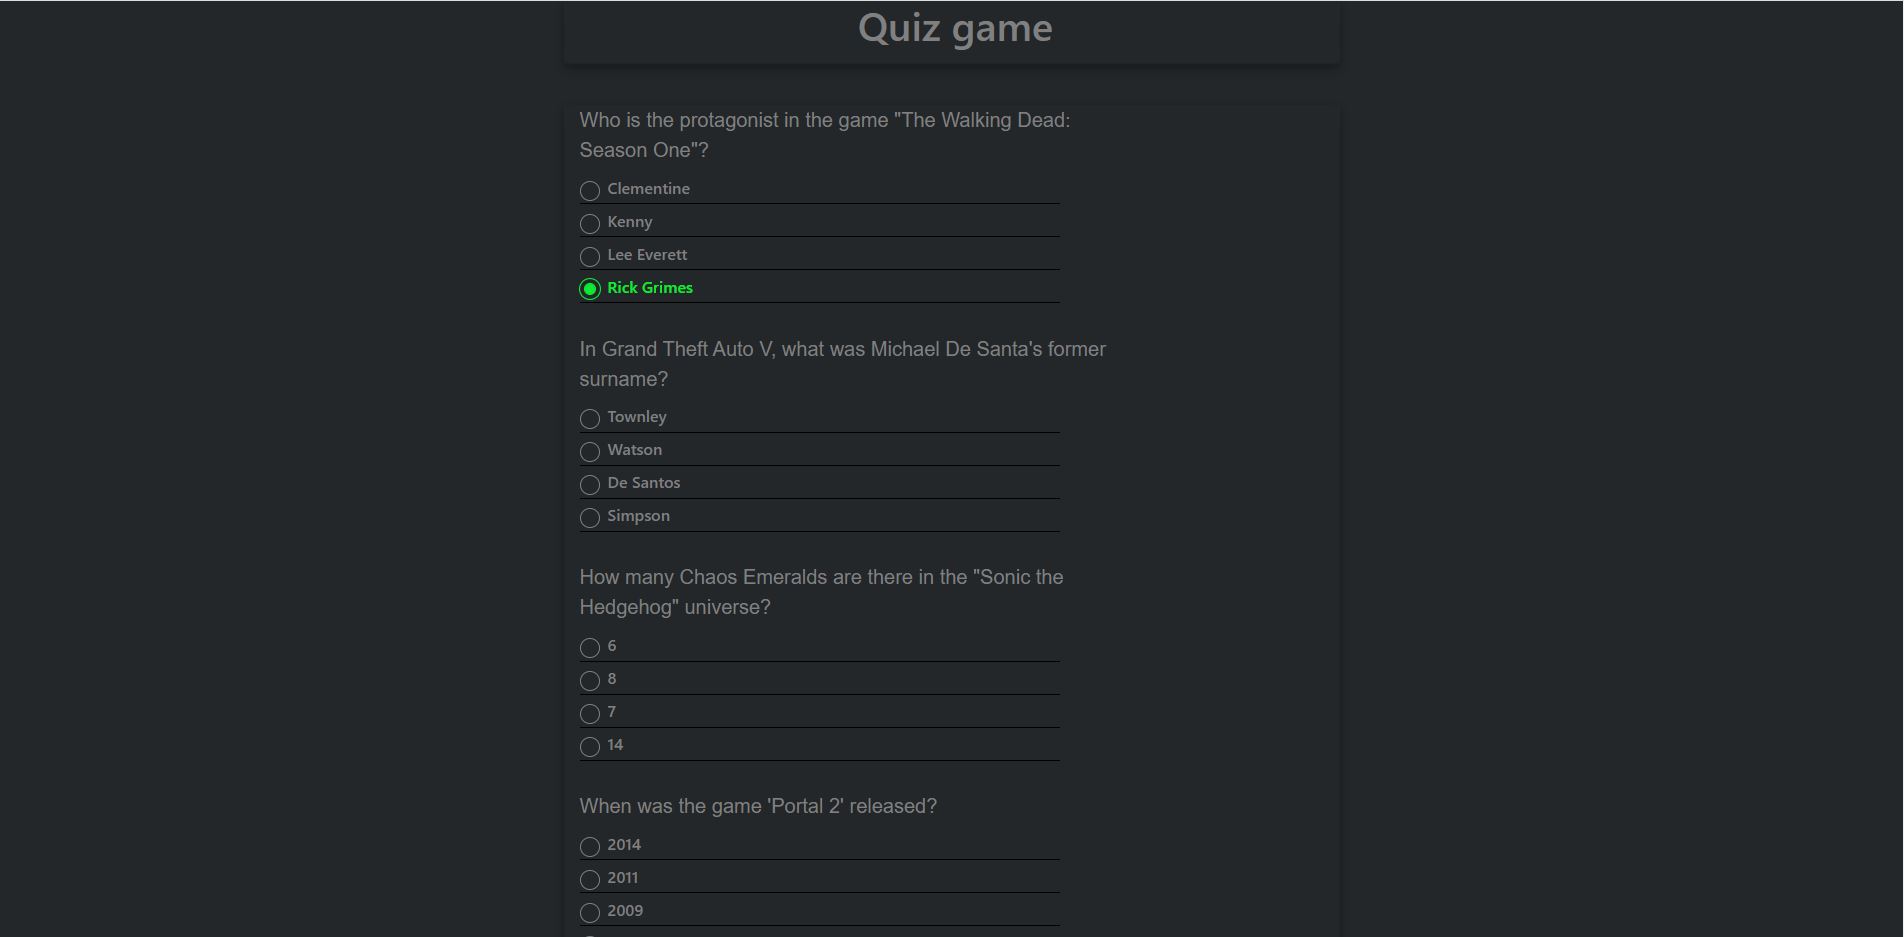 Quiz game
Who is the protagonist in the game "The Walking Dead:
Season One"?
Clementine
Kenny
Lee Everett
Rick Grimes
In Grand Theft Auto V, what was Michael De Santa's former
surname?
Townley
Watson
De Santos
Simpson
How many Chaos Emeralds are there in the "Sonic the
Hedgehog" universe?
6
8
7
14
When was the game 'Portal 2' released?
2014
2011
2009